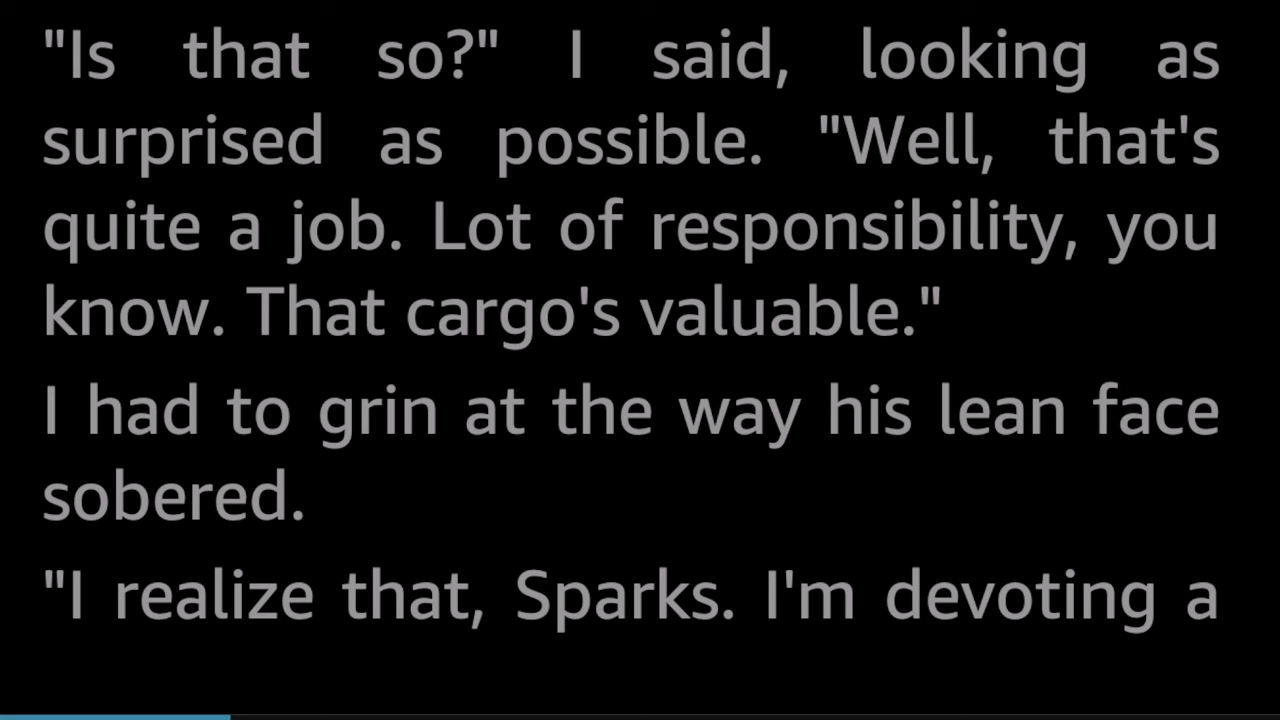 "Is that so?" I said, looking as
surprised as possible. "Well, that's
quite a job. Lot of responsibility, you
know. That cargo's valuable."
I had to grin at the way his lean face
sobered.
"I realize that, Sparks. I'm devoting a